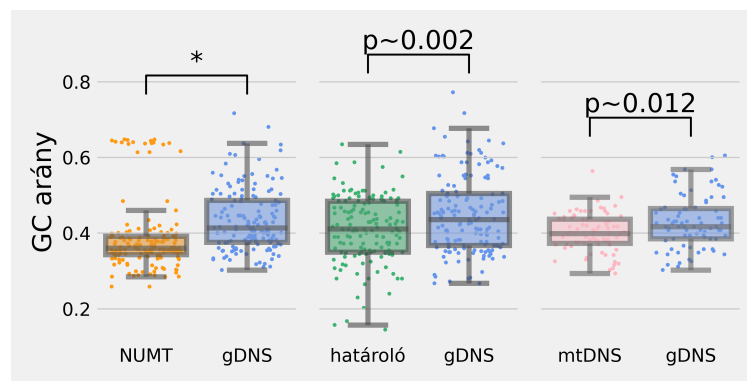 p~0.002
*
0.8
p~0.012
0.6
GC arány
0.4
0.2
NUMT gDNS határoló gDNS mtDNS gDNS